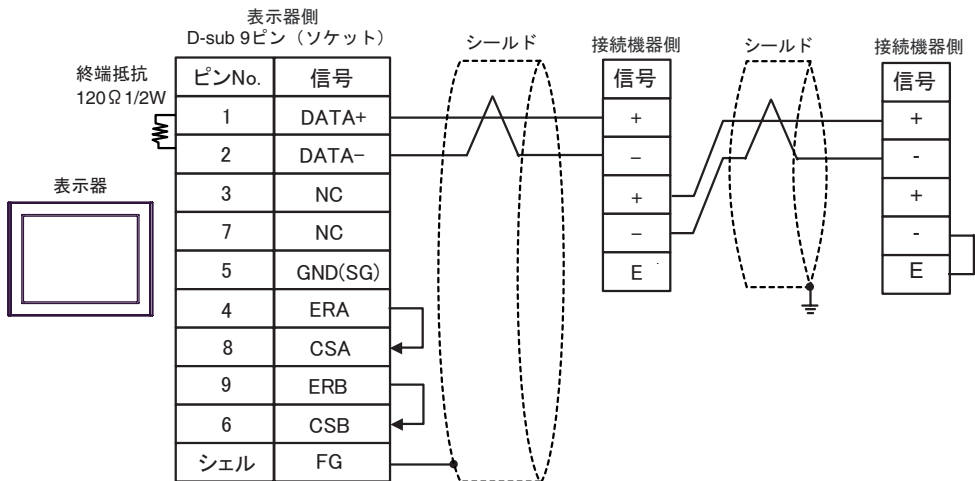 表示器側
D-sub 9ピン（ソケット）
終端抵抗
120Ω 1/2W
表示器
ピンNo. 信号
1 DATA+
2 DATA−
3 NC
7 NC
5 GND(SG)
4 ERA
8 CSA
9 ERB
6 CSB
シェル FG
シールド
接続機器側
信号
+
−
+
−
E
シールド
接続機器側
信号
+
-
+
-
E